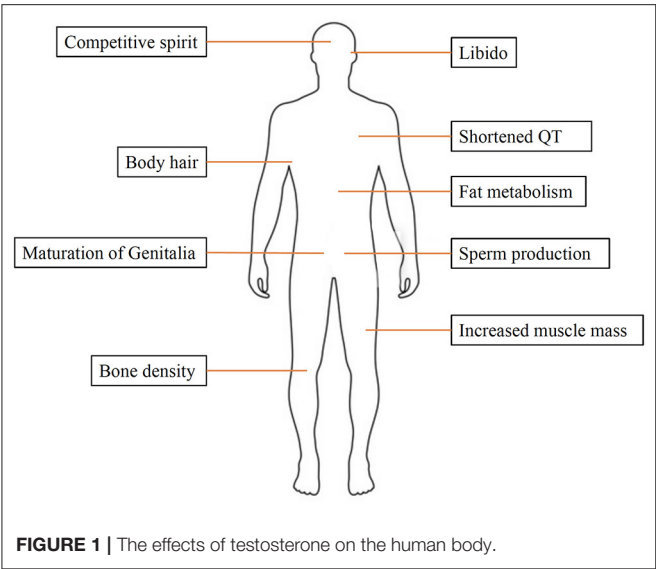 Competitive spirit
Libido
Shortened QT
Body hair
Fat metabolism
Maturation of Genitalia
Sperm production
Increased muscle mass
Bone density
FIGURE 1 | The effects of testosterone on the human body.